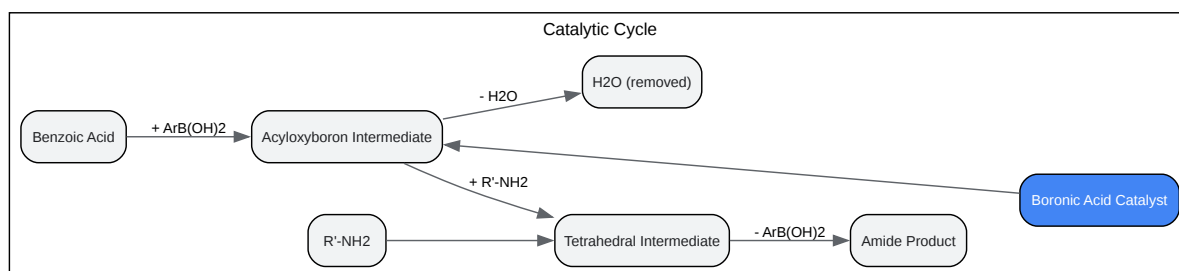 Catalytic Cycle
H2O (removed)
- H2O
Benzoic Acid
+ ArB(OH)2
Acyloxyboron Intermediate
+ R'-NH2
Boronic Acid Catalyst
R'-NH2
Tetrahedral Intermediate
- ArB(OH)2
Amide Product